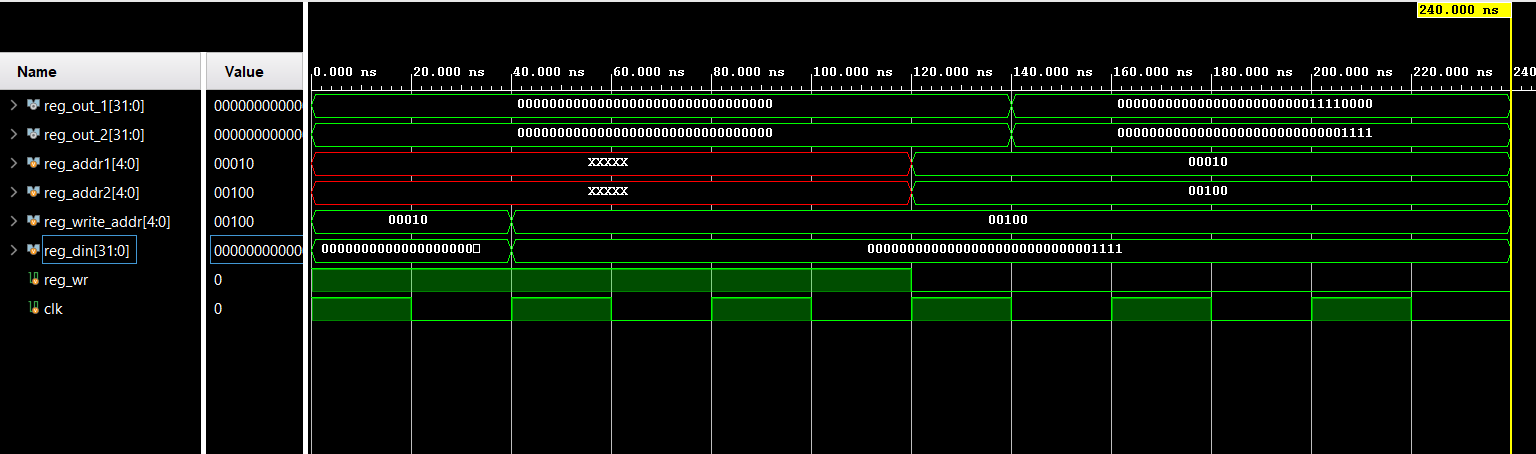 240.000 ns
Name Value 0.000 ns 20.000 ns 40.000 ns 60.000 ns 80.000 ns 100.000 ns 120.000 ns 140.000 ns 160.000 ns 180.000 ns 200.000 ns 220.000 ns 240
reg_out_1[31:0] 000000000000 00000000000000000000000000000000 00000000000000000000000011110000
reg_out_2[31:0] 000000000000 00000000000000000000000000000000 00000000000000000000000000001111
reg_addr1[4:0] 00010 XXXXX 00010
reg_addr2[4:0] 00100 XXXXX 00100
reg_write_addr[4:0] 00100 00010 00100
reg_din[31:0] 000000000000 0000000000000000000□ 00000000000000000000000000001111
reg_wr 0
clk 0